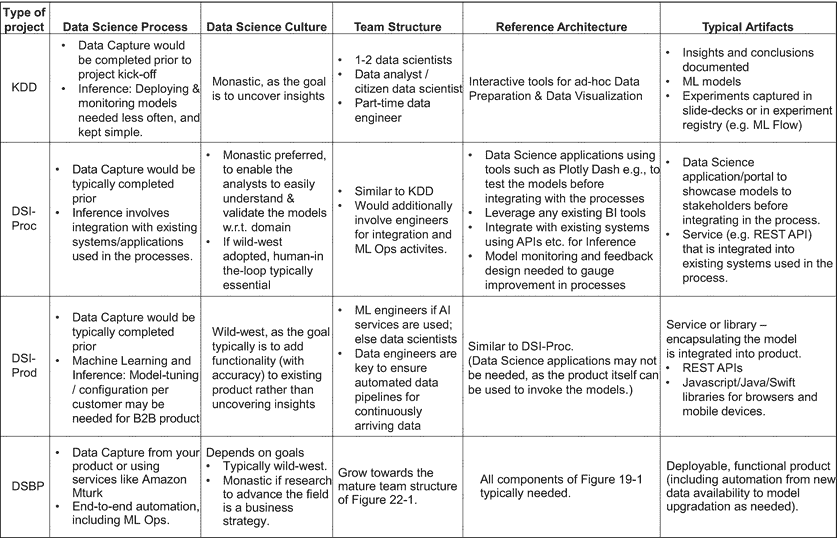 Type of
project
Data Science Process
Data Science Culture
Team Structure
Reference Architecture
Typical Artifacts
KDD
• Data Capture would
be completed prior to
project kick-off
• Inference: Deploying &
monitoring models
needed less often, and
kept simple.
Monastic, as the goal
is to uncover insights
• 1-2 data scientists
• Data analyst /
citizen data scientist
• Part-time data
engineer
Interactive tools for ad-hoc Data
Preparation & Data Visualization
• Insights and conclusions
documented
• ML models
• Experiments captured in
slide-decks or in experiment
registry (e.g. ML Flow)
DSI-
Proc
• Data Capture would be
typically completed
prior
• Inference involves
integration with existing
systems/applications
used in the processes.
• Monastic preferred,
to enable the
analysts to easily
understand &
validate the models
w.r.t. domain
• If wild-west
adopted, human-in
the-loop typically
essential
• Similar to KDD
• Would additionally
involve engineers
for integration and
ML Ops activites.
• Data Science applications using
tools such as Plotly Dash e.g., to
test the models before
integrating with the processes
• Leverage any existing BI tools
• Integrate with existing systems
using APIs etc. for Inference
• Model monitoring and feedback
design needed to gauge
improvement in processes
• Data Science
application/portal to
showcase models to
stakeholders before
integrating in the process.
• Service (e.g. REST API)
that is integrated into
existing systems used in the
process.
DSI-
Prod
• Data Capture would be
typically completed
prior
• Machine Learning and
Inference: Model-tuning
/ configuration per
customer may be
needed for B2B product
Wild-west, as the goal
typically is to add
functionality (with
accuracy) to existing
product rather than
uncovering insights
• ML engineers if AI
services are used;
else data scientists
• Data engineers are
key to ensure
automated data
pipelines for
continuously
arriving data
Similar to DSI-Proc.
(Data Science applications may not
be needed, as the product itself can
be used to invoke the models.)
Service or library –
encapsulating the model
is integrated into product.
• REST APIs
• Javascript/Java/Swift
libraries for browsers and
mobile devices.
DSBP
• Data Capture from your
product or using
services like Amazon
Mturk
• End-to-end automation,
including ML Ops.
Depends on goals
• Typically wild-west.
• Monastic if research
to advance the field
is a business
strategy.
Grow towards the
mature team structure
of Figure 22-1.
All components of Figure 19-1
typically needed.
Deployable, functional product
(including automation from new
data availability to model
upgradation as needed).